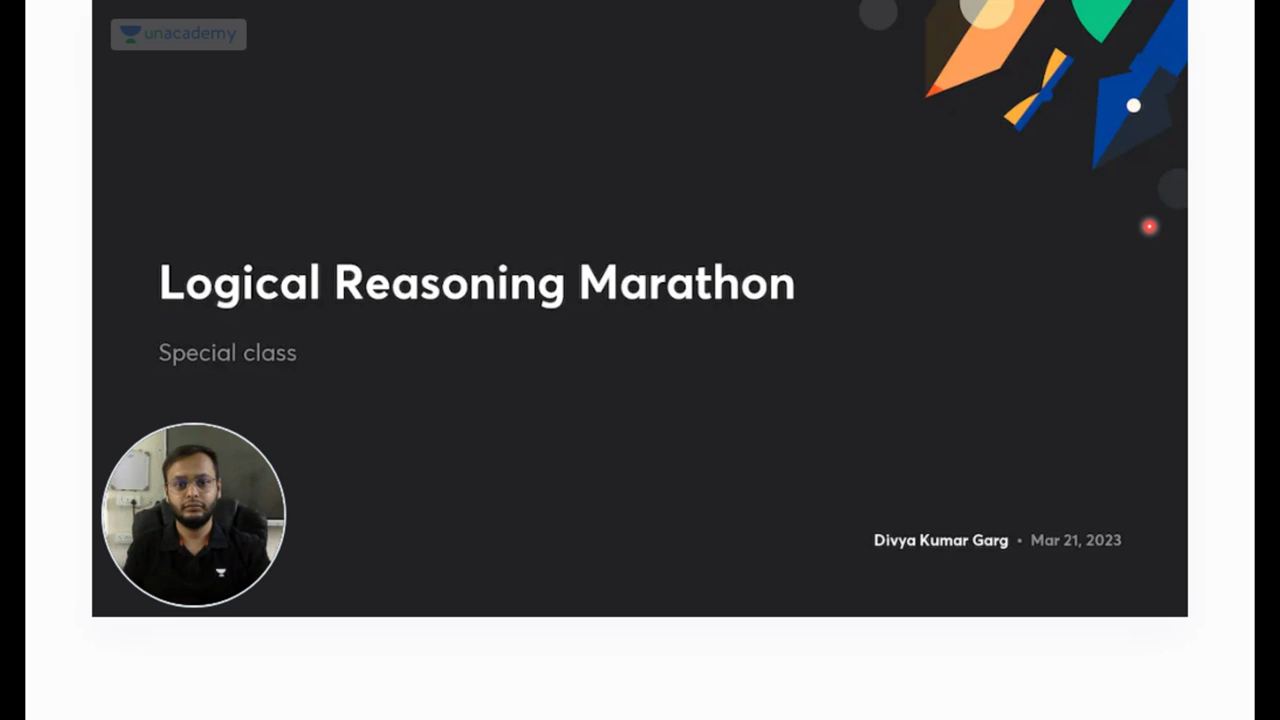 unacademy
Logical Reasoning Marathon
Special class
Divya Kumar Garg • Mar 21, 2023